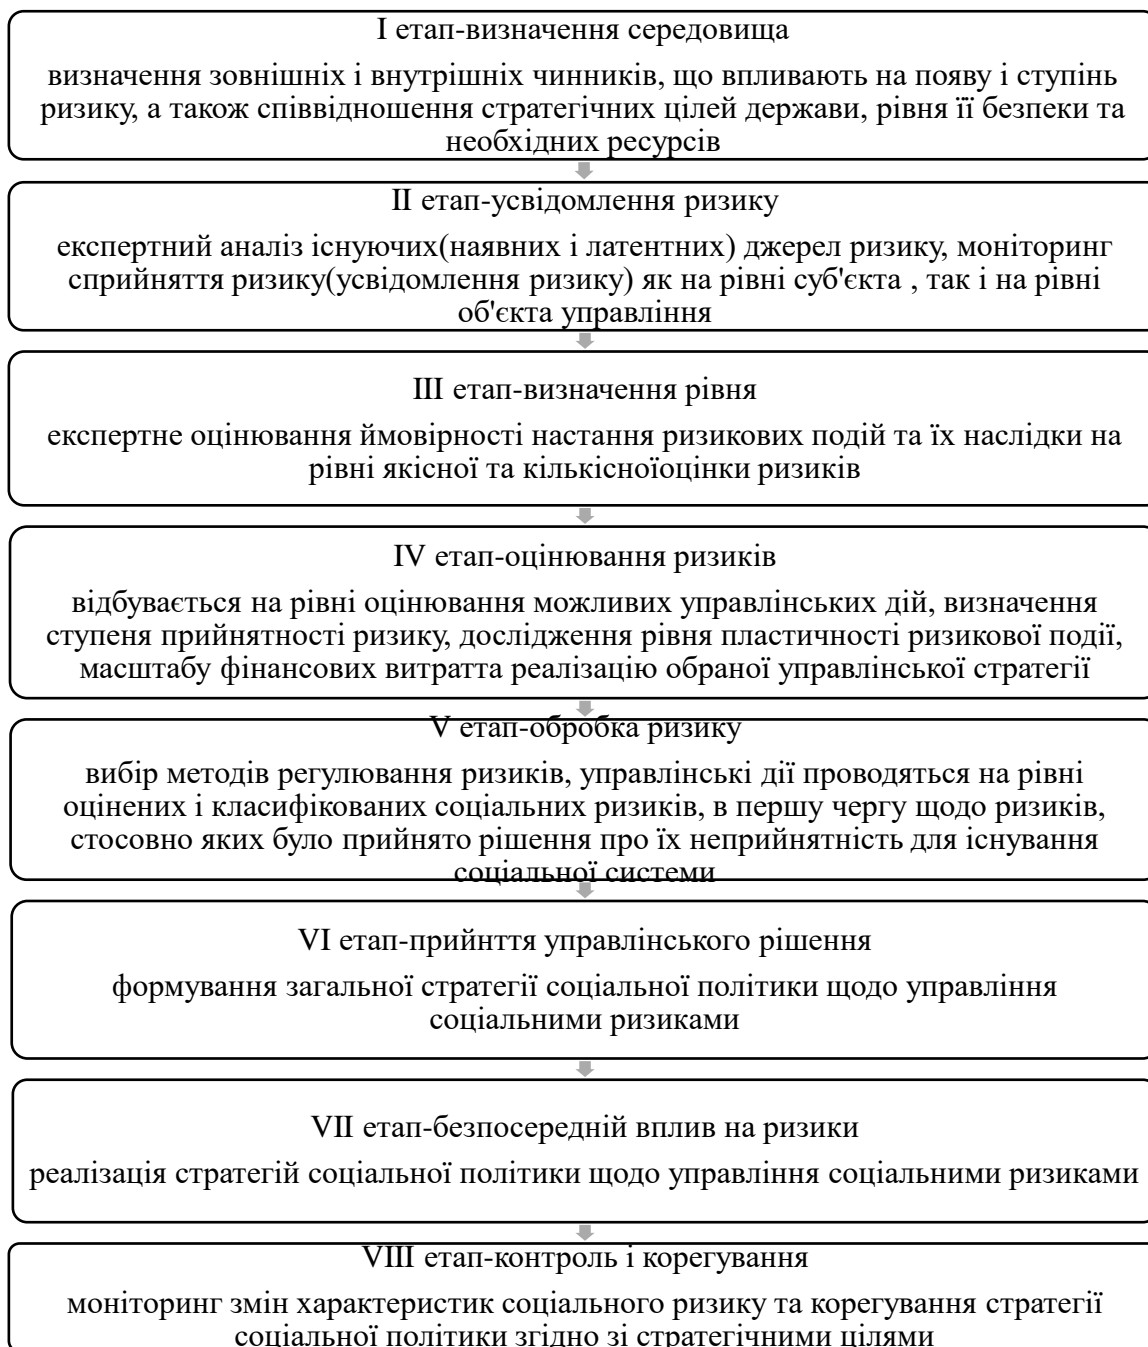 I етап-визначення середовища
визначення зовнішніх і внутрішніх чинників, що впливають на появу і ступінь
ризику, а також співвідношення стратегічних цілей держави, рівня її безпеки та
необхідних ресурсів
II етап-усвідомлення ризику
експертний аналіз існуючих(наявних і латентних) джерел ризику, моніторинг
сприйняття ризику(усвідомлення ризику) як на рівні суб'єкта , так і на рівні
об'єкта управління
III етап-визначення рівня
експертне оцінювання ймовірності настання ризикових подій та їх наслідки на
рівні якісної та кількісноїоцінки ризиків
IV етап-оцінювання ризиків
відбувається на рівні оцінювання можливих управлінських дій, визначення
ступеня прийнятності ризику, дослідження рівня пластичності ризикової події,
масштабу фінансових витратта реалізацію обраної управлінської стратегії
V етап-обробка ризику
вибір методів регулювання ризиків, управлінські дії проводяться на рівні
оцінених і класифікованих соціальних ризиків, в першу чергу щодо ризиків,
стосовно яких було прийнято рішення про їх неприйнятність для існування
соціальної системи
VI етап-прийнття управлінського рішення
формування загальної стратегії соціальної політики щодо управління
соціальними ризиками
VII етап-безпосередній вплив на ризики
реалізація стратегій соціальної політики щодо управління соціальними ризиками
VIII етап-контроль і корегування
моніторинг змін характеристик соціального ризику та корегування стратегії
соціальної політики згідно зі стратегічними цілями